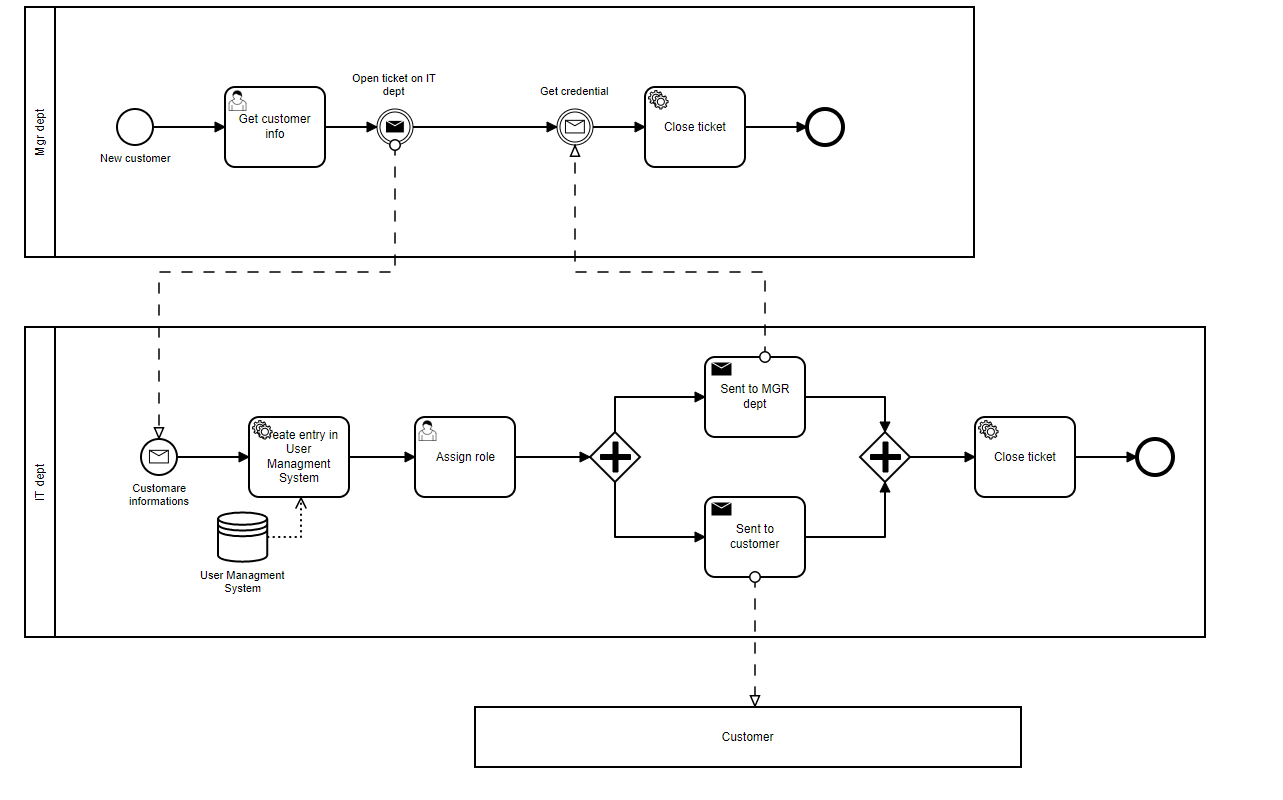 Mgr dept
Open ticket on IT
dept
Get credential
Get customer
info
Close ticket
New customer
IT dept
Sent to MGR
dept
Customare
informations
reate entry in
User
Managment
System
Assign role
Close ticket
Sent to
customer
User Managment
System
Customer